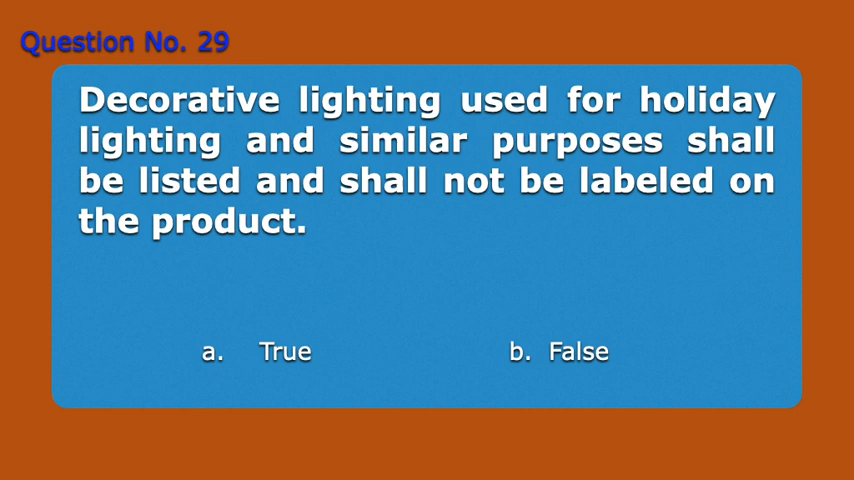 Question No. 29
Decorative lighting used for holiday
lighting and similar purposes shall
be listed and shall not be labeled on
the product.
a. True b. False